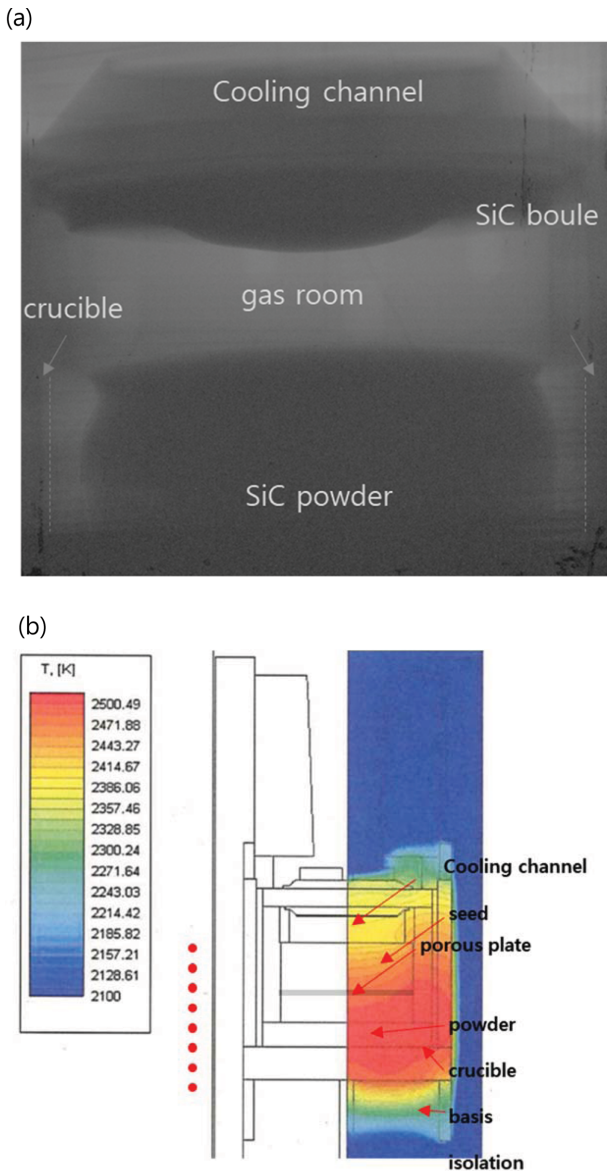 (a)
Cooling channel
SiC boule
gas room
crucible
SiC powder
(b)
T, [K]
2500.49
2471.88
2443.27
2414.67
2386.06
2357.46
2328.85
2300.24
2271.64
2243.03
2214.42
2185.82
2157.21
2128.61
2100
Cooling channel
seed
porous plate
powder
crucible
basis
isolation